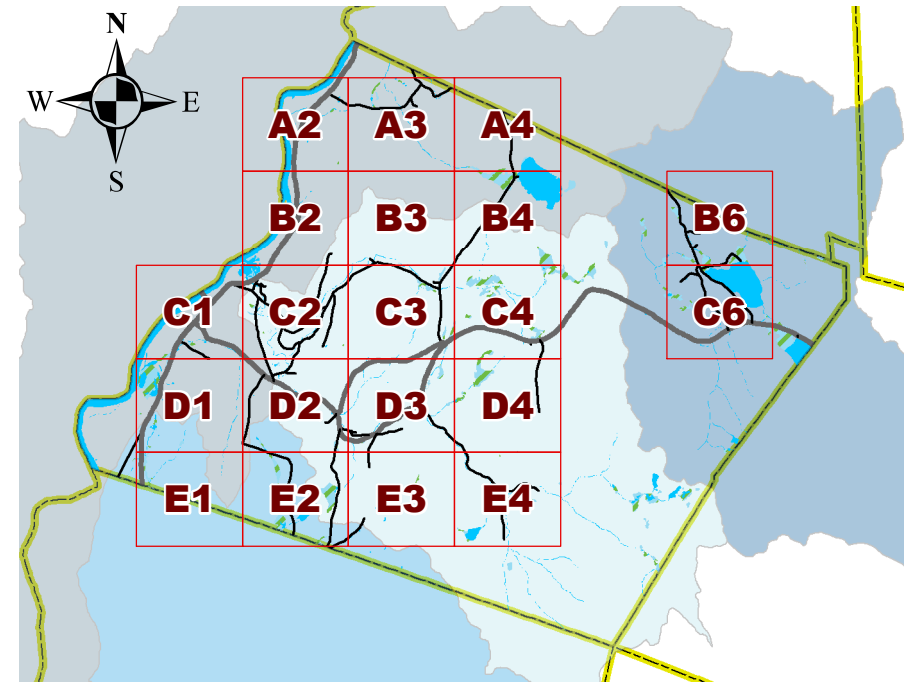 N
W E
S
A2 A3 A4
B2 B3 B4 B6
C1 C2 C3 C4 C6
D1 D2 D3 D4
E1 E2 E3 E4